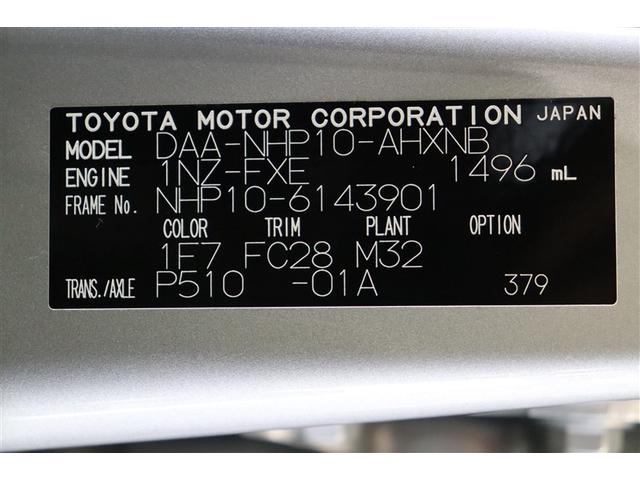 TOYOTA MOTOR CORPORATION JAPAN
MODEL DAA-NHP10-AHXNB
ENGINE 1NZ-FXE 1496 mL
FRAME No. NHP10-6143901
COLOR TRIM PLANT OPTION
1F7 FC28 M32
TRANS./AXLE P510 -01A 379